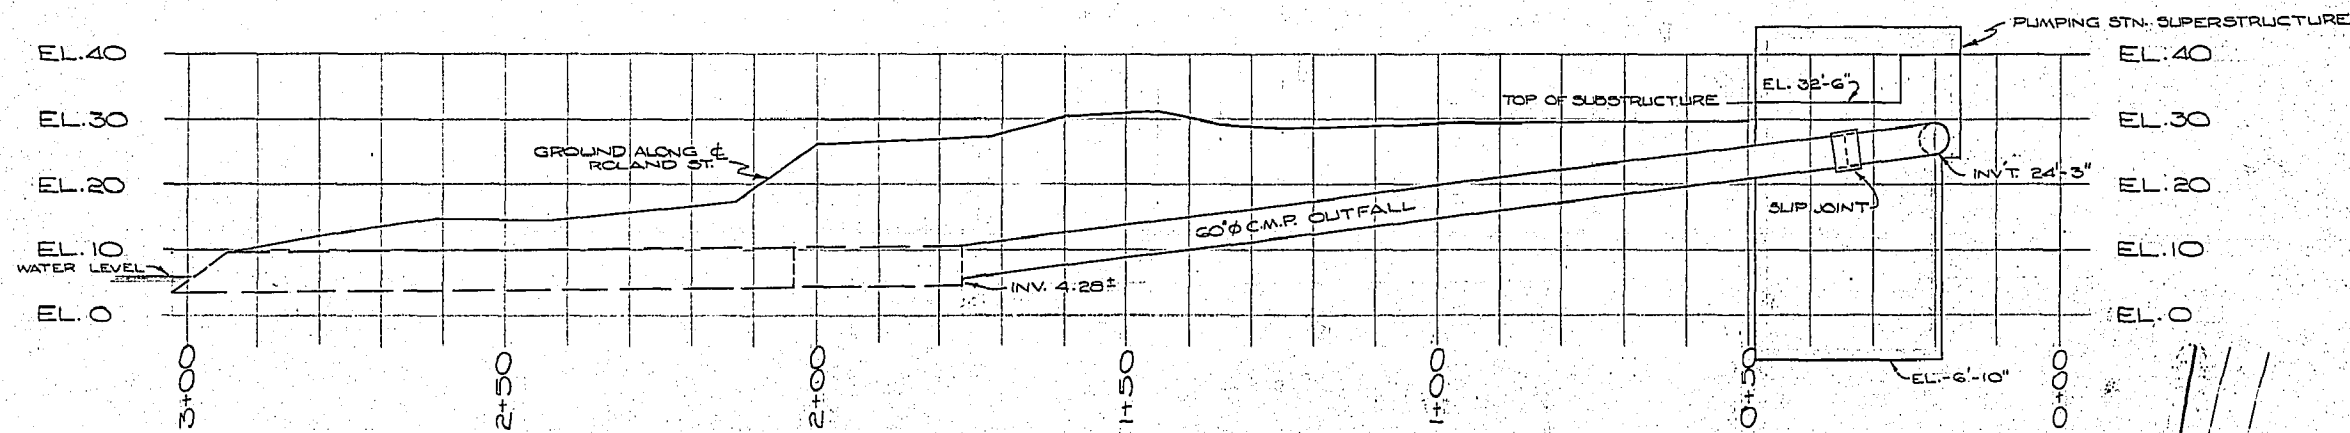 PUMPING STN. SUPERSTRUCTURE
EL.40
EL.40
EL. 32'-6"
TOP OF SUBSTRUCTURE
EL.30
EL.30
GROUND ALONG ℄
ROLAND ST.
INV'T. 24'-3"
EL.20
EL.20
SLIP JOINT
60"Ø C.M.P. OUTFALL
EL.10
EL.10
WATER LEVEL
INV. 4.28±
EL.0
EL.0
EL.-6'-10"
3+00
2+50
2+00
1+50
1+00
0+50
0+00